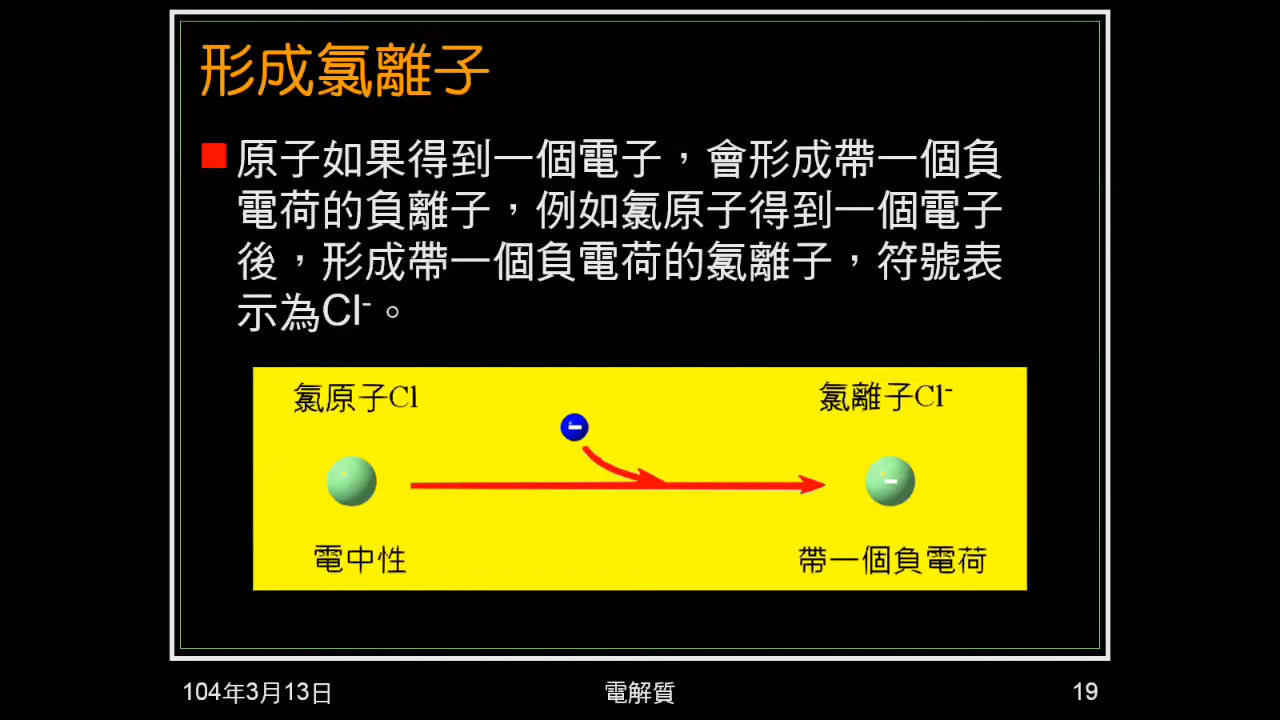 形成氯離子
原子如果得到一個電子，會形成帶一個負
電荷的負離子，例如氯原子得到一個電子
後，形成帶一個負電荷的氯離子，符號表
示為Cl⁻。
氯原子Cl
氯離子Cl⁻
電中性
帶一個負電荷
104年3月13日
電解質
19